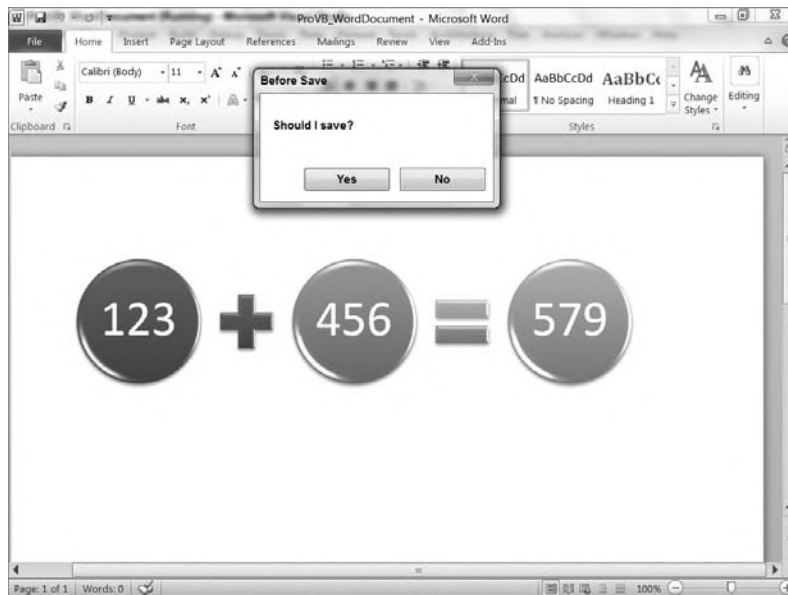 ProVB_WordDocument - Microsoft Word
File Home Insert Page Layout References Mailings Review View Add-Ins
Calibri (Body) 11
Paste
B I U abc x, x'
Before Save
Should I save?
Yes No
AaBbCcDd AaBbCc
¶ No Spacing Heading 1
Change Styles
Editing
Clipboard Font Styles
123 + 456 = 579
Page: 1 of 1 Words: 0 100%